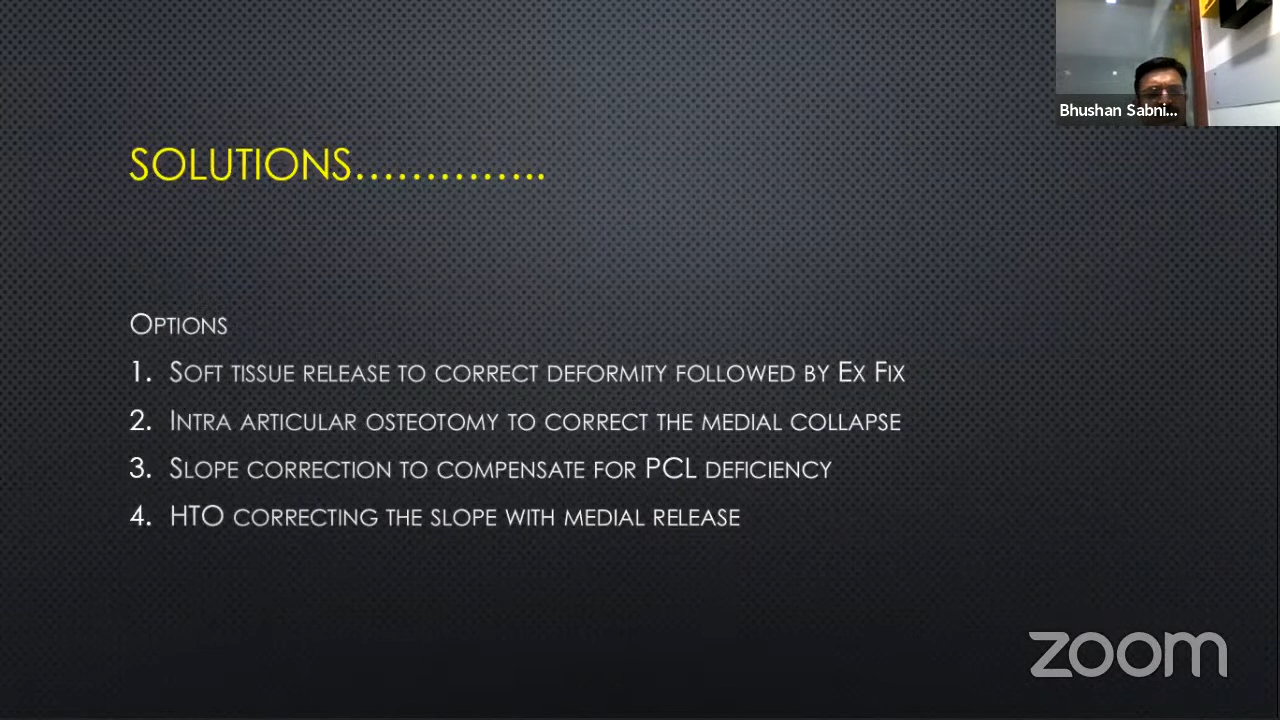 Bhushan Sabni...
SOLUTIONS…………..
Options
1. Soft tissue release to correct deformity followed by Ex Fix
2. Intra articular osteotomy to correct the medial collapse
3. Slope correction to compensate for PCL deficiency
4. HTO correcting the slope with medial release
zoom